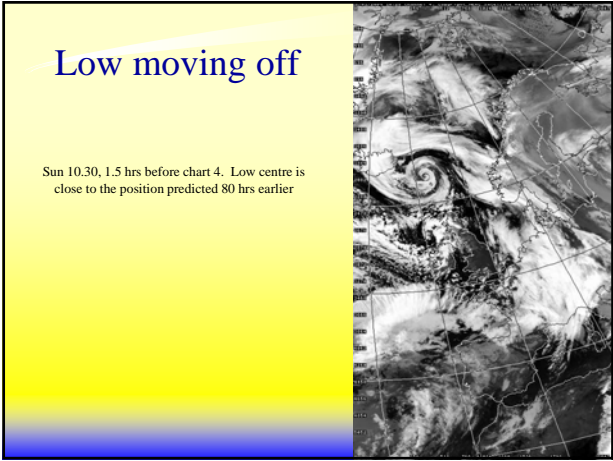 Low moving off
Sun 10.30, 1.5 hrs before chart 4.  Low centre is
close to the position predicted 80 hrs earlier